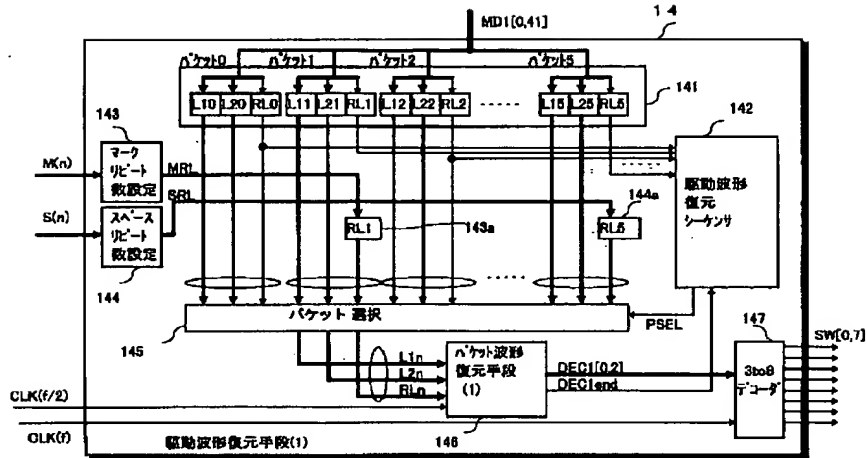 14
MD1[0,41]
パケット0 パケット1 パケット2 パケット5
L10 L20 RL0 L11 L21 RL1 L12 L22 RL2 L15 L25 RL5
141
143
142
M(n)
マーク
リピート
数設定
MRL
SRL
S(n)
スペース
リピート
数設定
144
RL1
143a
RL5
144a
駆動波形
復元
シーケンサ
パケット 選択
145
PSEL
147
SW[0,7]
L1n
L2n
RLn
パケット波形
復元手段
(1)
DEC1[0,2]
DEC1end
3to8
デコーダ
CLK(f/2)
CLK(f)
駆動波形復元手段(1)
146